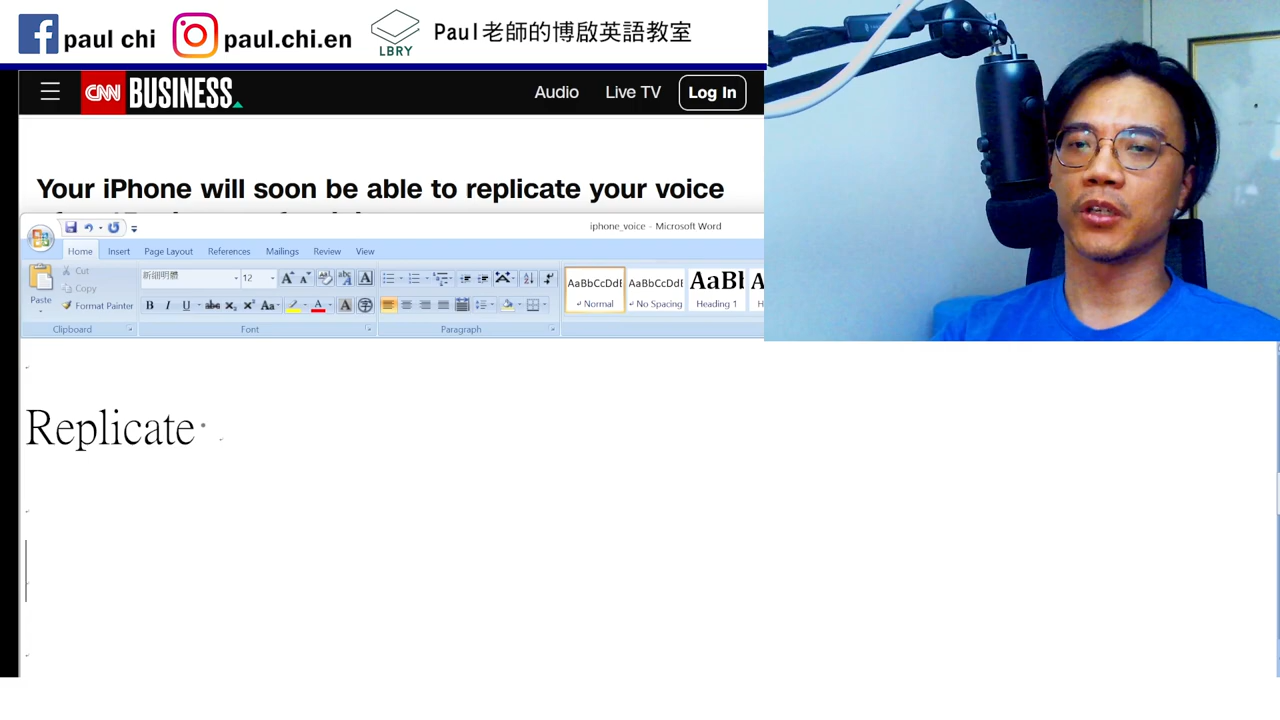 paul chi paul.chi.en LBRY Paul老師的博啟英語教室
CNN BUSINESS Audio Live TV Log In
Your iPhone will soon be able to replicate your voice
iphone_voice - Microsoft Word
Home Insert Page Layout References Mailings Review View
Cut
Copy
Format Painter
Paste
新細明體 12
AaBbCcDdE AaBbCcDdE AaBl
Normal No Spacing Heading 1
Clipboard Font Paragraph
Replicate